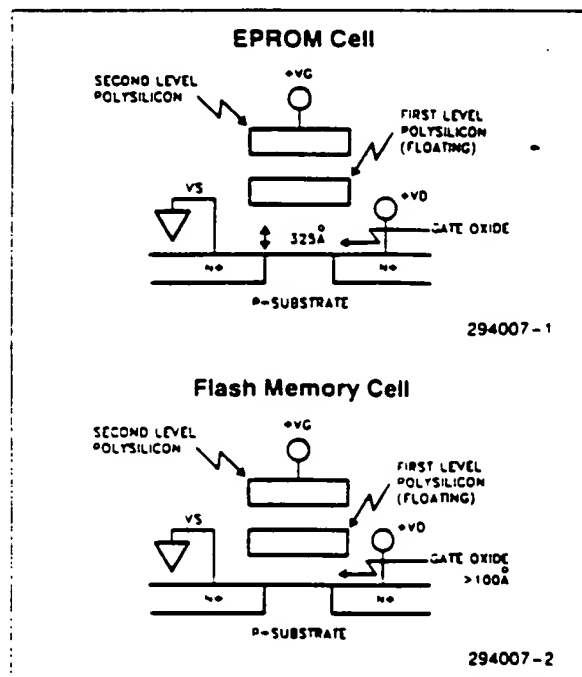 EPROM Cell
+VG
SECOND LEVEL
POLYSILICON
FIRST LEVEL
POLYSILICON
(FLOATING)
VS
+VD
325Å
GATE OXIDE
N+
N+
P-SUBSTRATE
294007-1
Flash Memory Cell
+VG
SECOND LEVEL
POLYSILICON
FIRST LEVEL
POLYSILICON
(FLOATING)
VS
+VD
GATE OXIDE
>100Å
N+
N+
P-SUBSTRATE
294007-2